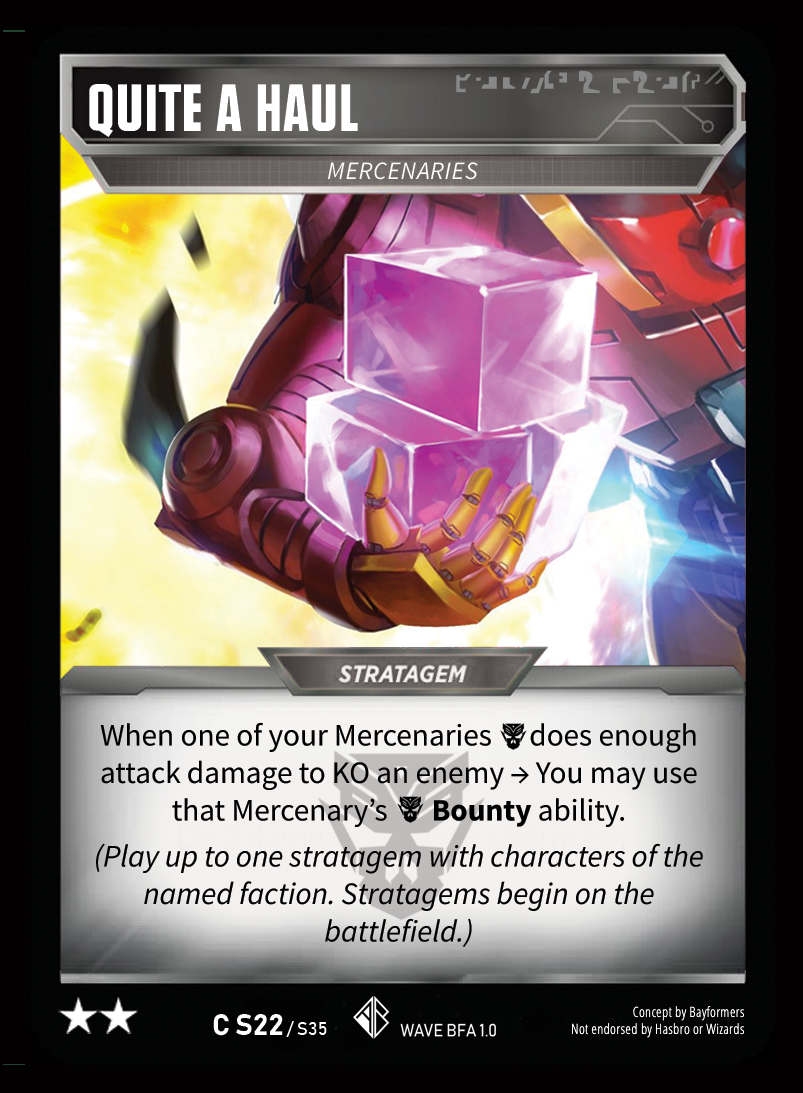 QUITE A HAUL
MERCENARIES
STRATAGEM
When one of your Mercenaries does enough
attack damage to KO an enemy → You may use
that Mercenary's Bounty ability.
(Play up to one stratagem with characters of the
named faction. Stratagems begin on the
battlefield.)
C S22/S35
WAVE BFA 1.0
Concept by Bayformers
Not endorsed by Hasbro or Wizards